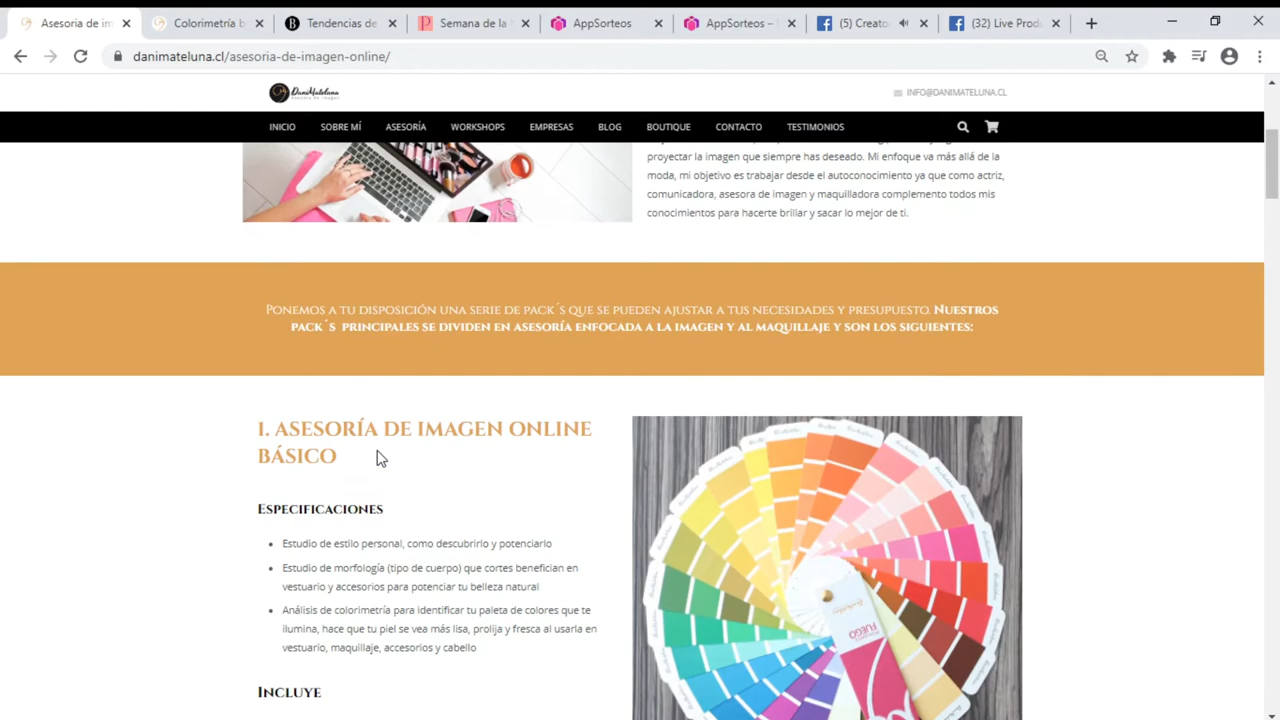 Asesoria de im
Colorimetría b
Tendencias de
Semana de la
AppSorteos
AppSorteos –
(5) Creato
(32) Live Produ
danimateluna.cl/asesoria-de-imagen-online/
DaniMateluna
INFO@DANIMATELUNA.CL
INICIO SOBRE MÍ ASESORÍA WORKSHOPS EMPRESAS BLOG BOUTIQUE CONTACTO TESTIMONIOS
proyectar la imagen que siempre has deseado. Mi enfoque va más allá de la
moda, mi objetivo es trabajar desde el autoconocimiento ya que como actriz,
comunicadora, asesora de imagen y maquilladora complemento todos mis
conocimientos para hacerte brillar y sacar lo mejor de ti.
Ponemos a tu disposición una serie de pack´s que se pueden ajustar a tus necesidades y presupuesto. Nuestros
pack´s principales se dividen en asesoría enfocada a la imagen y al maquillaje y son los siguientes:
1. ASESORÍA DE IMAGEN ONLINE
BÁSICO
Especificaciones
• Estudio de estilo personal, como descubrirlo y potenciarlo
• Estudio de morfología (tipo de cuerpo) que cortes benefician en
vestuario y accesorios para potenciar tu belleza natural
• Análisis de colorimetría para identificar tu paleta de colores que te
ilumina, hace que tu piel se vea más lisa, prolija y fresca al usarla en
vestuario, maquillaje, accesorios y cabello
Incluye
FUEGO